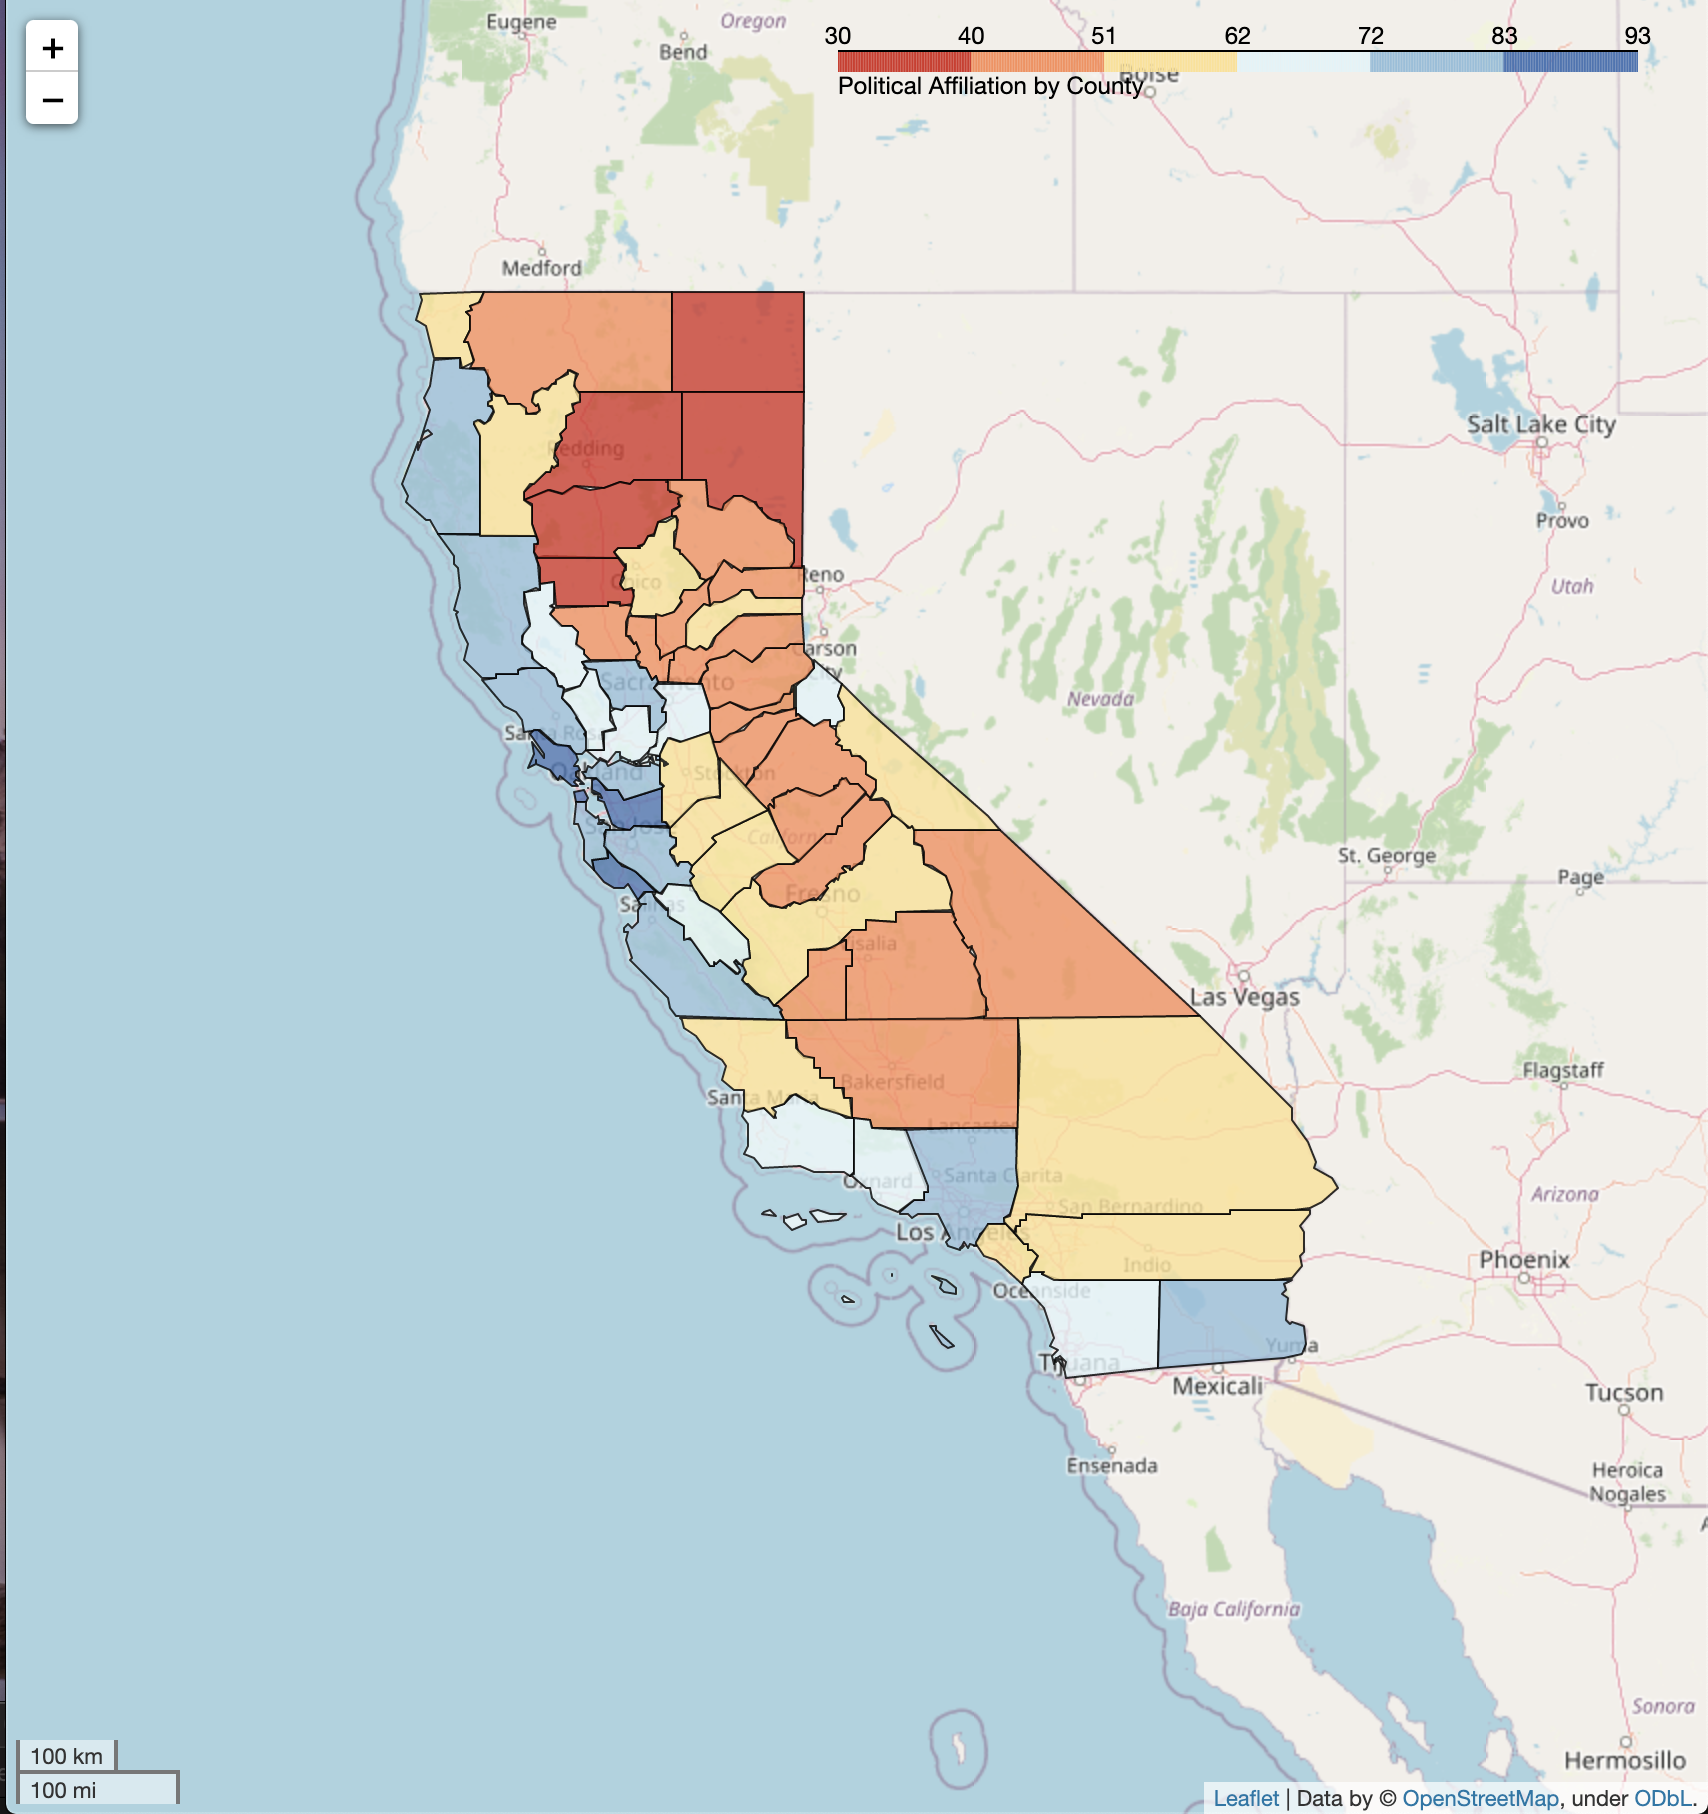 +
−
Eugene
Oregon
Bend
30 40 51 62 72 83 93
Boise
Political Affiliation by County
Medford
Salt Lake City
Redding
Provo
Chico
Reno
Utah
Carson
City
Sacramento
Nevada
Santa Rosa
Oakland
Stockton
San Jose
California
St. George
Page
Fresno
Salinas
Visalia
Las Vegas
Flagstaff
Bakersfield
Santa Maria
Lancaster
Santa Clarita
Oxnard
Arizona
San Bernardino
Los Angeles
Indio
Phoenix
Oceanside
Yuma
Tijuana
Mexicali
Tucson
Ensenada
Heroica
Nogales
Baja California
Sonora
100 km
Hermosillo
100 mi
Leaflet | Data by © OpenStreetMap, under ODbL.